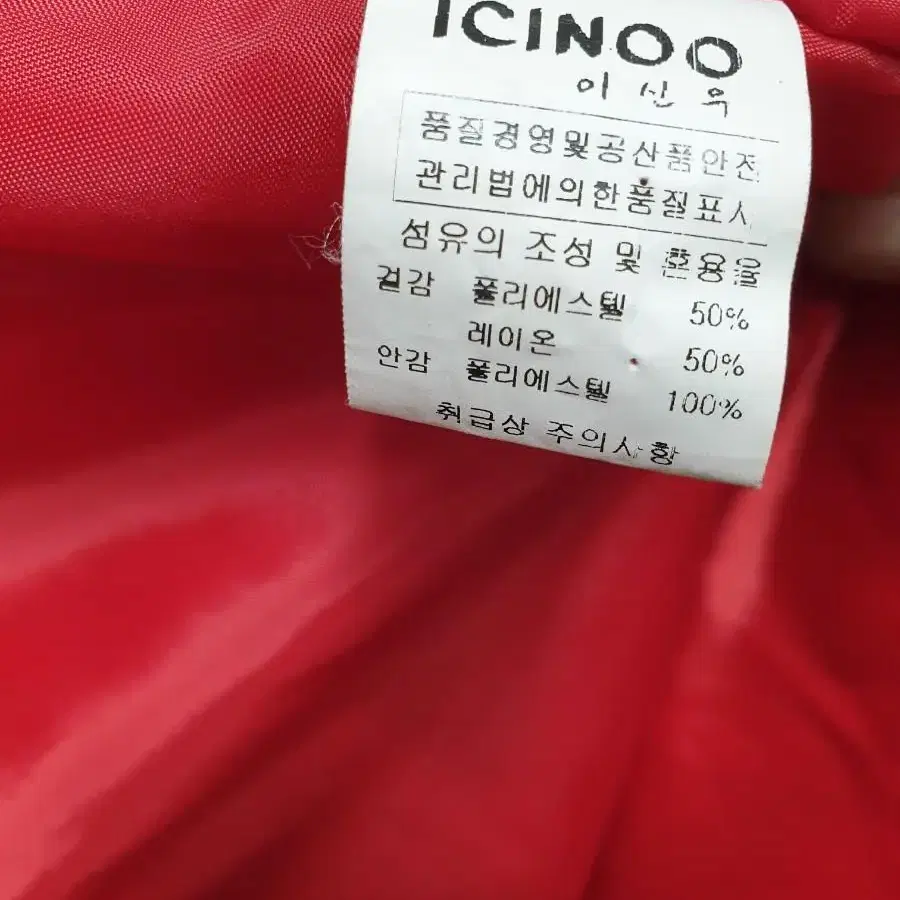 ICINOO
이 신 우
품질경영및공산품안전
관리법에의한품질표시
섬유의 조성 및 혼용율
겉감 폴리에스텔 50%
레이온 50%
안감 폴리에스텔 100%
취급상 주의사항